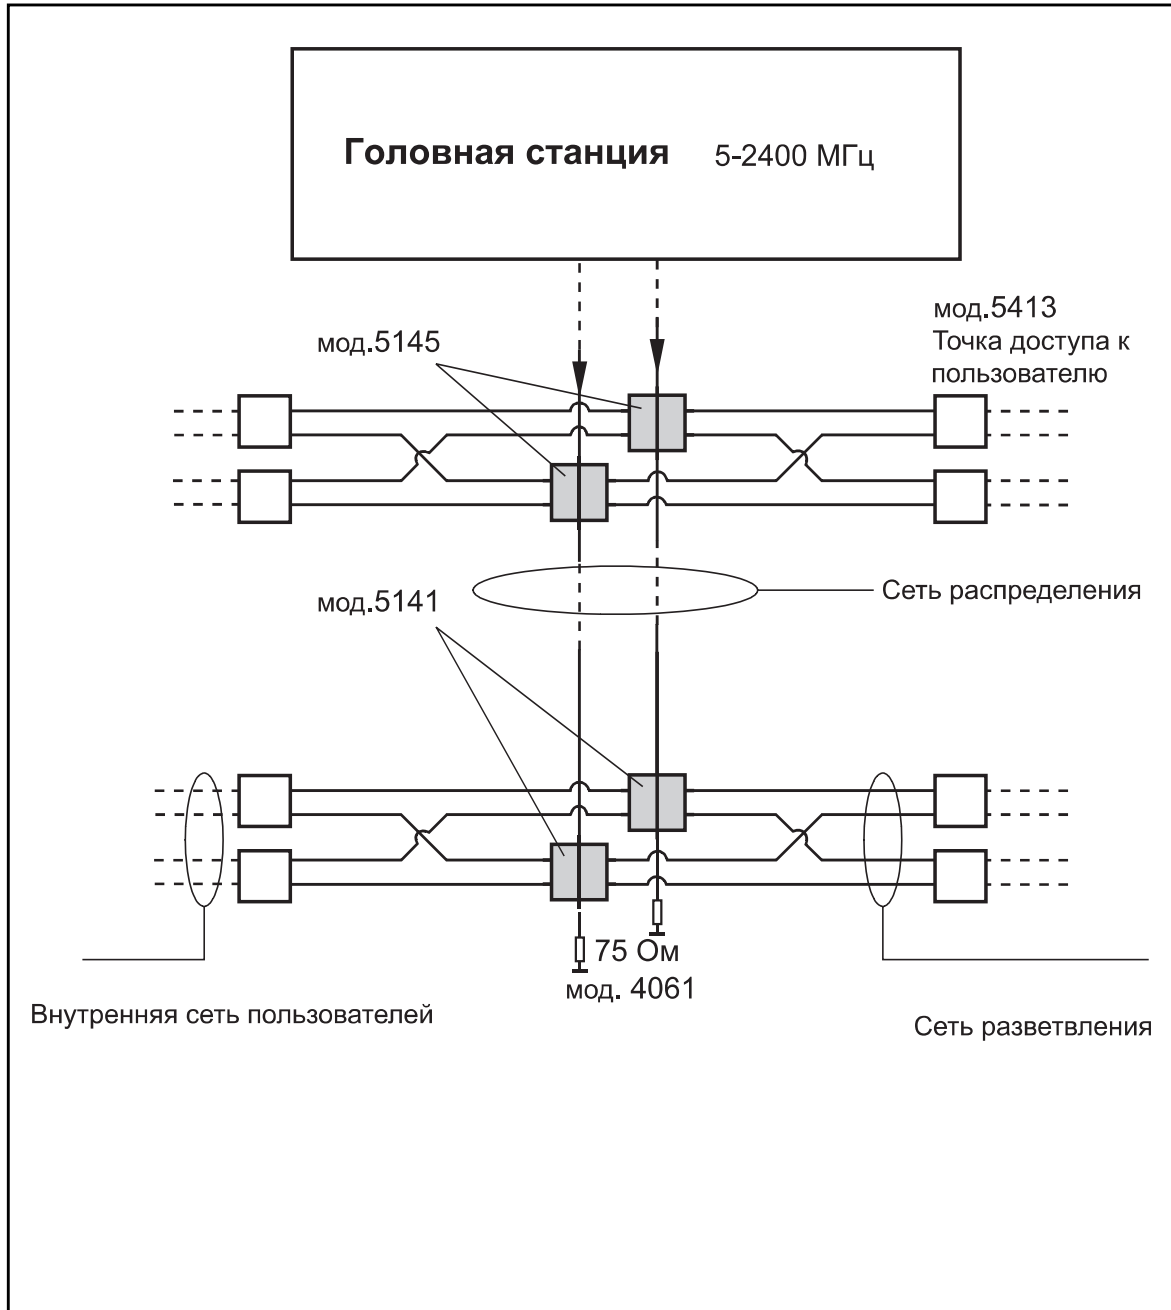 Головная станция 5-2400 МГц
мод.5413
Точка доступа к
пользователю
мод.5145
Сеть распределения
мод.5141
75 Ом
мод. 4061
Внутренняя сеть пользователей
Сеть разветвления